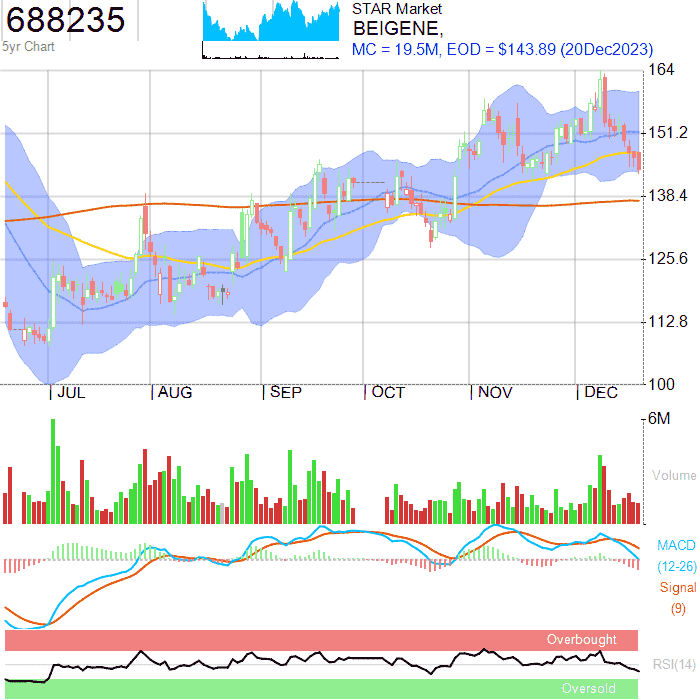 688235
5yr Chart
STAR Market
BEIGENE,
MC = 19.5M, EOD = $143.89 (20Dec2023)
164
151.2
138.4
125.6
112.8
100
JUL AUG SEP OCT NOV DEC
6M
Volume
MACD
(12-26)
Signal
(9)
Overbought
RSI(14)
Oversold